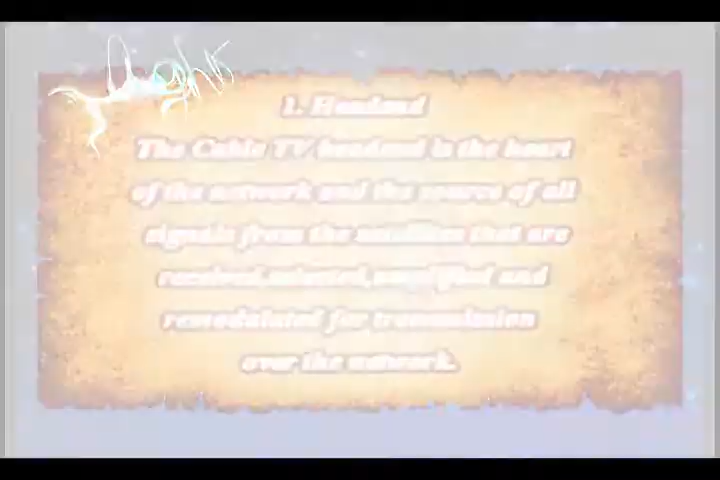 1. Headend
The Cable TV headend is the heart
of the network and the source of all
signals from the satellites that are
received,selected,amplified and
remodulated for transmission
over the network.